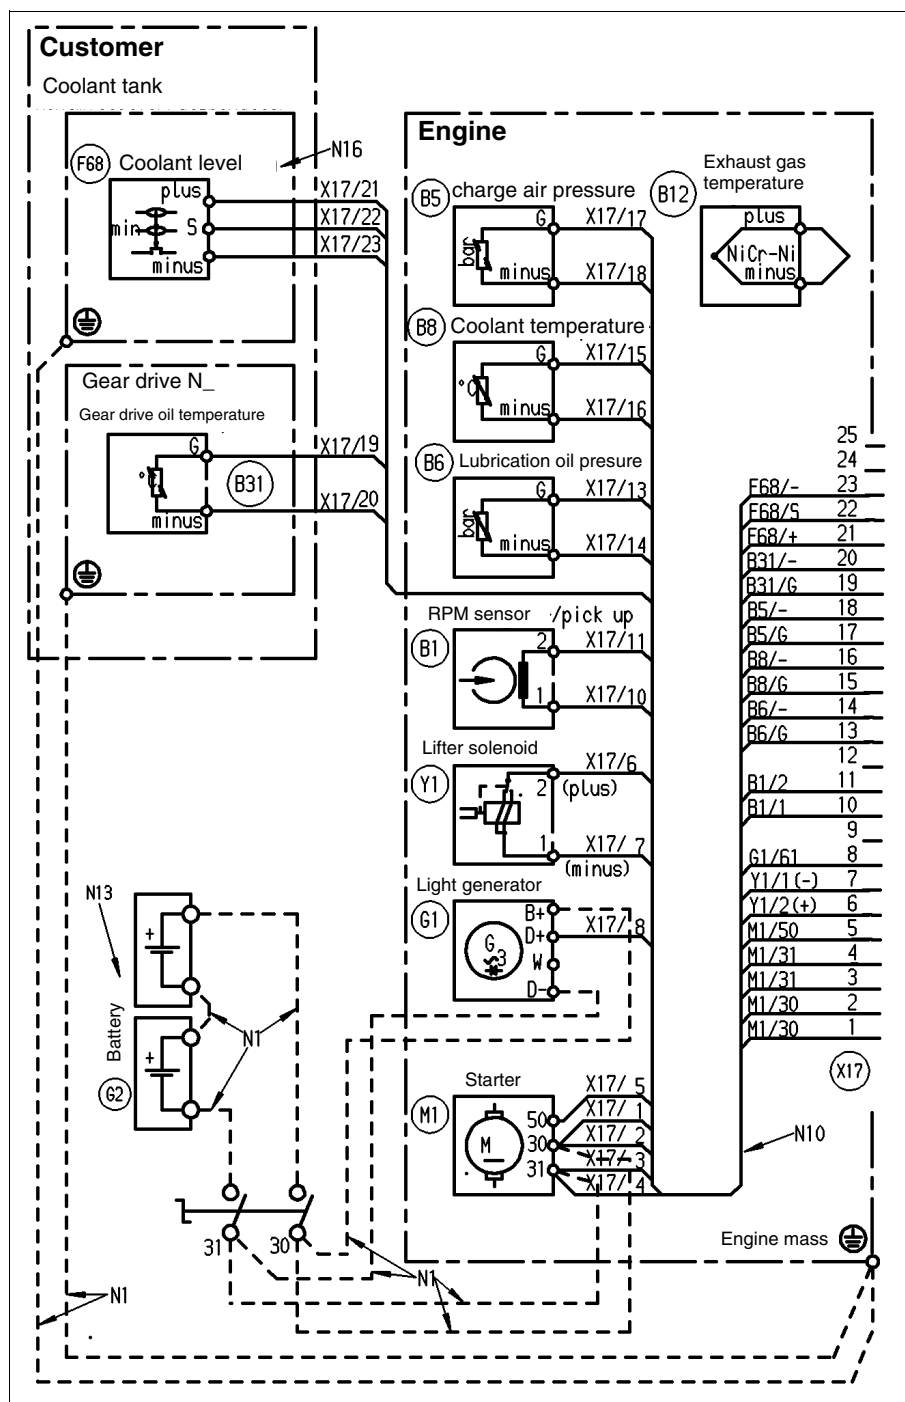 Customer
Coolant tank
F68
Coolant level
N16
plus
min
S
minus
X17/21
X17/22
X17/23
Gear drive N_
Gear drive oil temperature
G
°C
minus
B31
X17/19
X17/20
Engine
B5
charge air pressure
G
bar
minus
X17/17
X17/18
B12
Exhaust gas
temperature
plus
NiCr-Ni
minus
B8
Coolant temperature
G
°C
minus
X17/15
X17/16
B6
Lubrication oil presure
G
bar
minus
X17/13
X17/14
RPM sensor /pick up
B1
2
1
X17/11
X17/10
Lifter solenoid
Y1
2
1
X17/6
(plus)
X17/ 7
(minus)
Light generator
G1
G
3
B+
D+
W
D-
X17/ 8
Starter
M1
M
50
30
31
X17/ 5
X17/ 1
X17/ 2
X17/ 3
X17/ 4
25
24
F68/- 23
F68/S 22
F68/+ 21
B31/- 20
B31/G 19
B5/- 18
B5/G 17
B8/- 16
B8/G 15
B6/- 14
B6/G 13
12
B1/2 11
B1/1 10
9
G1/61 8
Y1/1(-) 7
Y1/2(+) 6
M1/50 5
M1/31 4
M1/31 3
M1/30 2
M1/30 1
X17
N10
Engine mass
N13
+
Battery
+
G2
N1
31
30
N1
N1